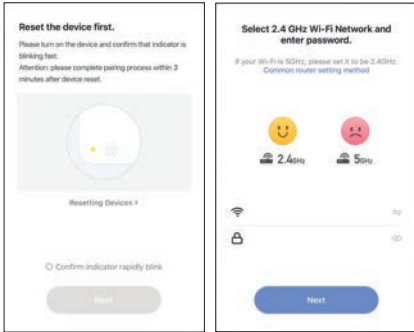 Reset the device first.
Please turn on the device and confirm that indicator is
blinking fast.
Attention: please complete pairing process within 3
minutes after device reset.
Resetting Devices >
Confirm indicator rapidly blink
Next
Select 2.4 GHz Wi-Fi Network and
enter password.
If your Wi-Fi is 5GHz, please set it to be 2.4GHz.
Common router setting method
2.4GHz
5GHz
Next